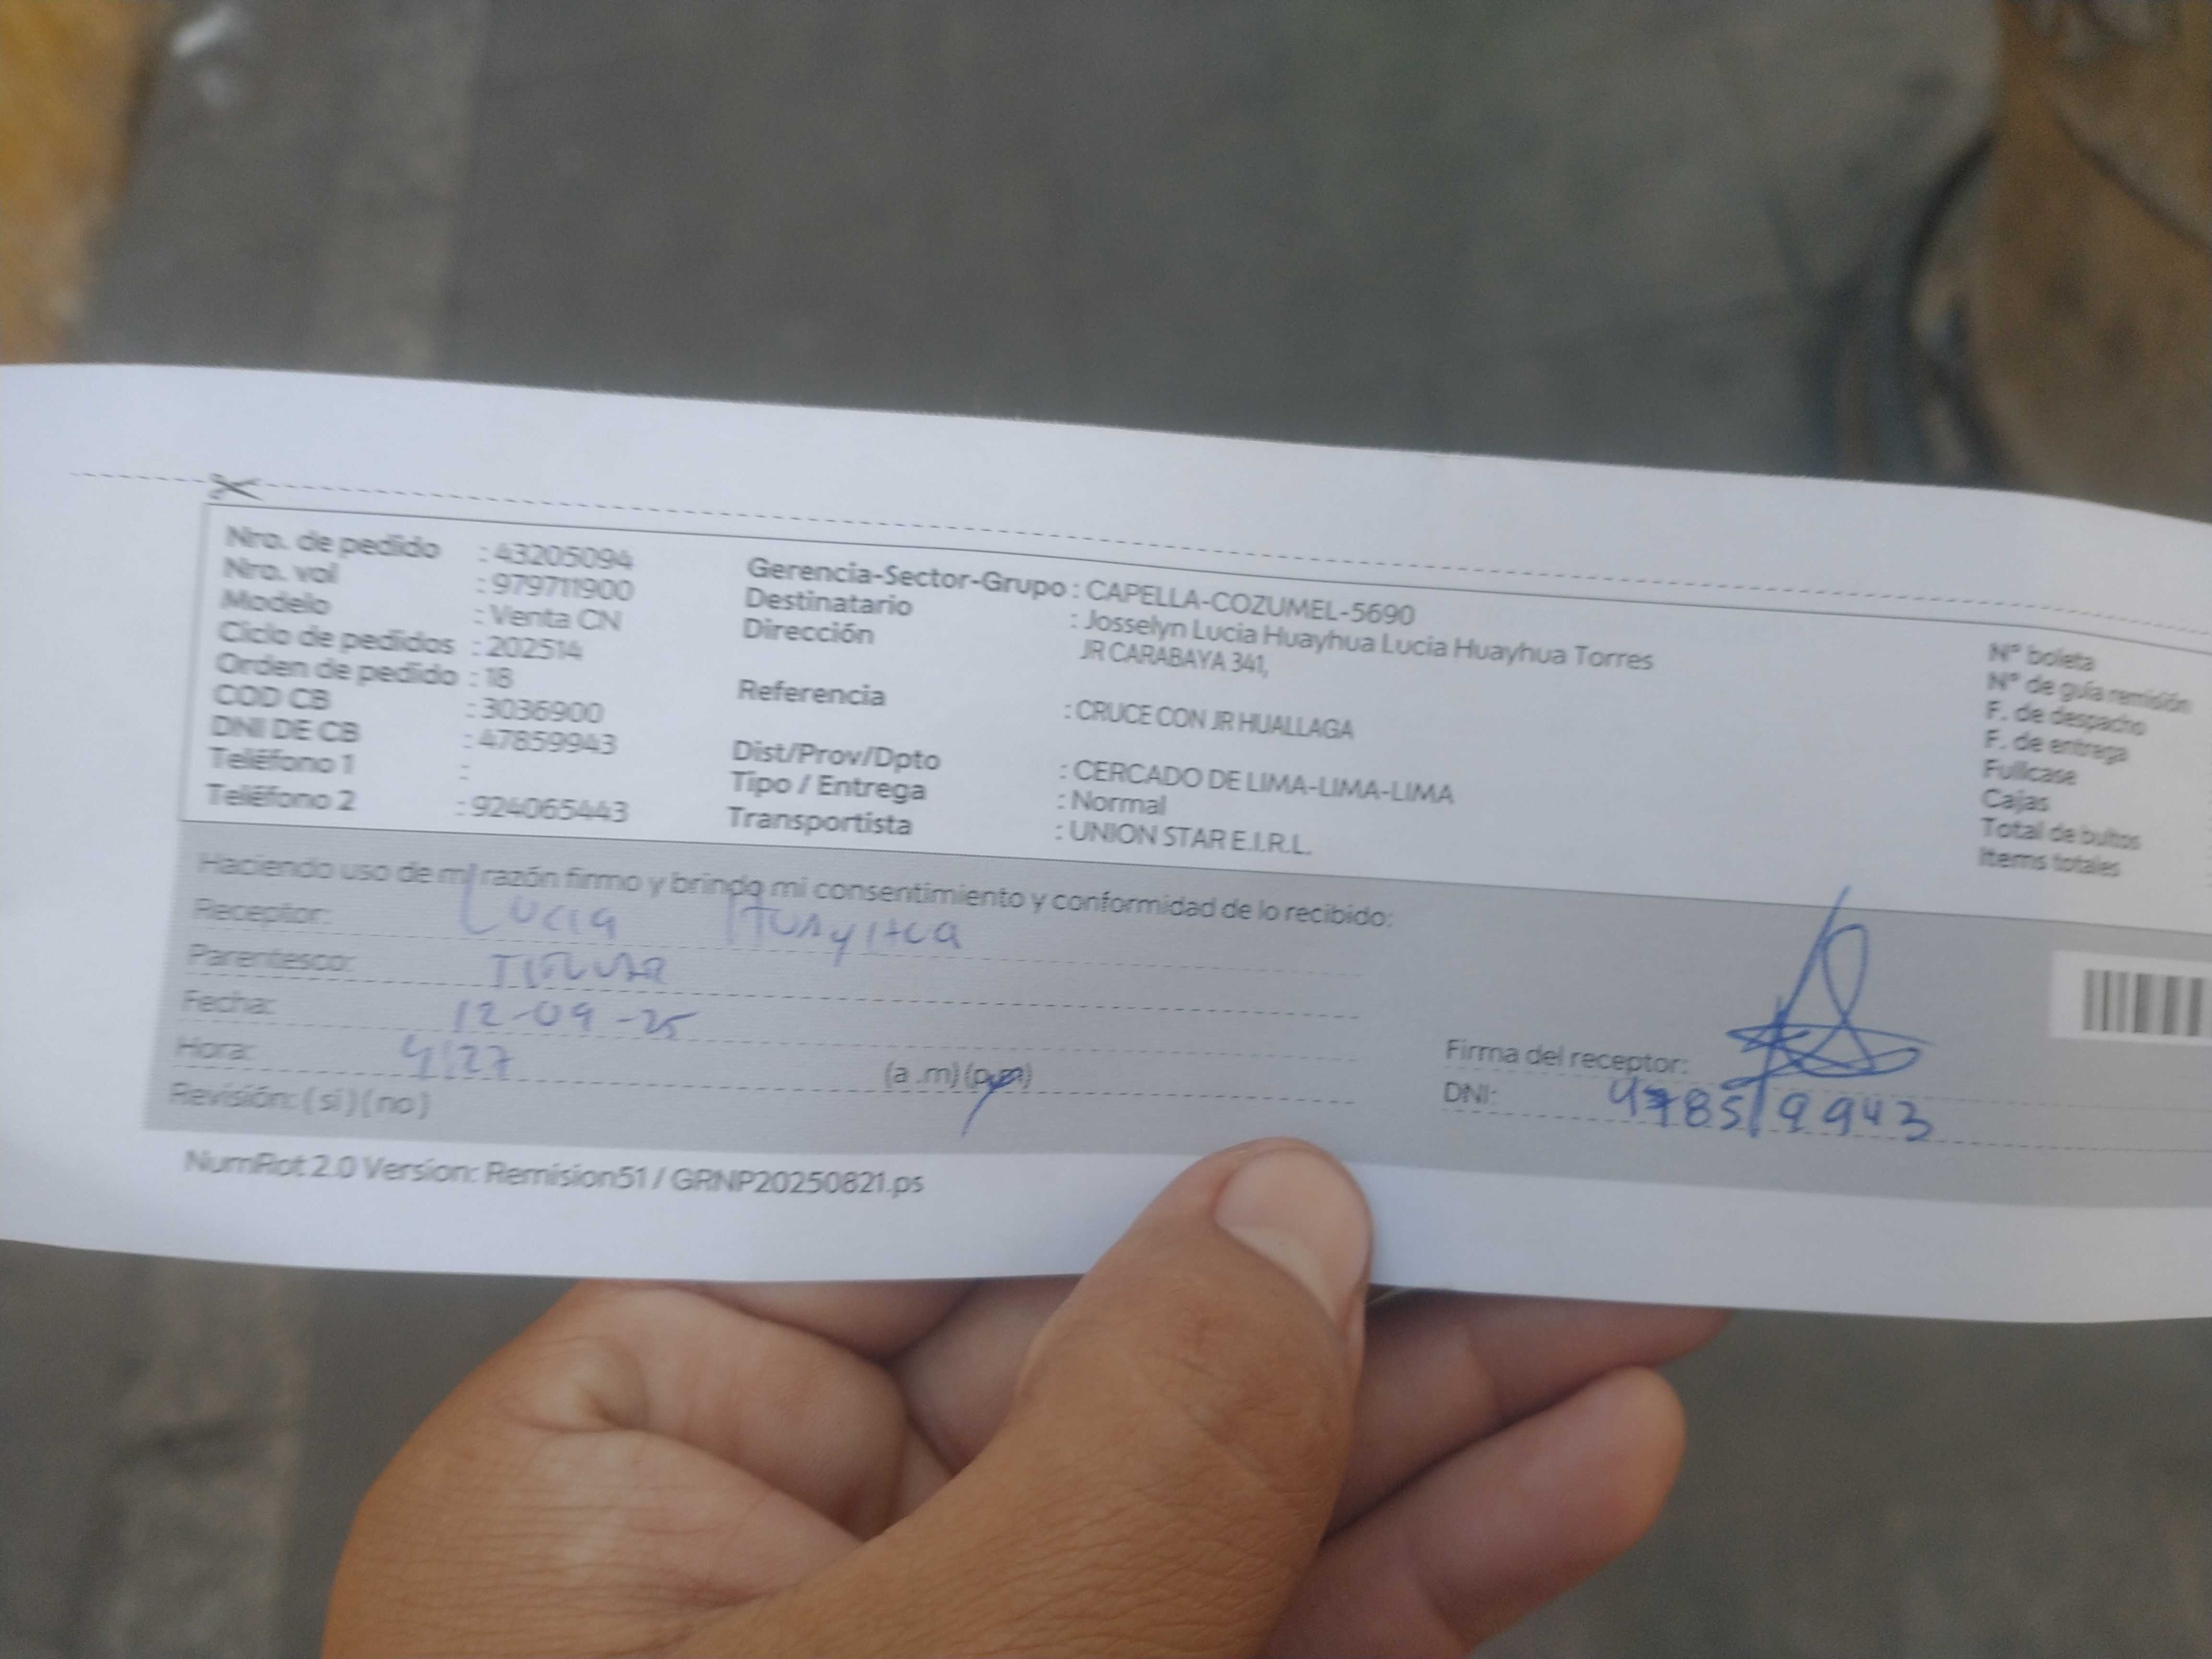 Nro. de pedido : 43205094
Nro. vol : 979711900
Modelo : Venta CN
Ciclo de pedidos : 202514
Orden de pedido : 18
COD CB : 3036900
DNI DE CB : 47859943
Teléfono 1 :
Teléfono 2 : 924065443
Gerencia-Sector-Grupo : CAPELLA-COZUMEL-5690
Destinatario : Josselyn Lucia Huayhua Lucia Huayhua Torres
Dirección JR CARABAYA 341,
Referencia : CRUCE CON JR HUALLAGA
Dist/Prov/Dpto : CERCADO DE LIMA-LIMA-LIMA
Tipo / Entrega : Normal
Transportista : UNION STAR E.I.R.L.
N° boleta
N° de guía remisión
F. de despacho
F. de entrega
Fullcase
Cajas
Total de bultos
Items totales
Haciendo uso de mi razón firmo y brindo mi consentimiento y conformidad de lo recibido:
Receptor: Lucia Huayhua
Parentesco: Titular
Fecha: 12-09-25
Hora: 4:27 (a .m) (p.m)
Revisión: ( si ) ( no )
Firma del receptor:
DNI: 47859943
NumRot 2.0 Version: Remision51 / GRNP20250821.ps